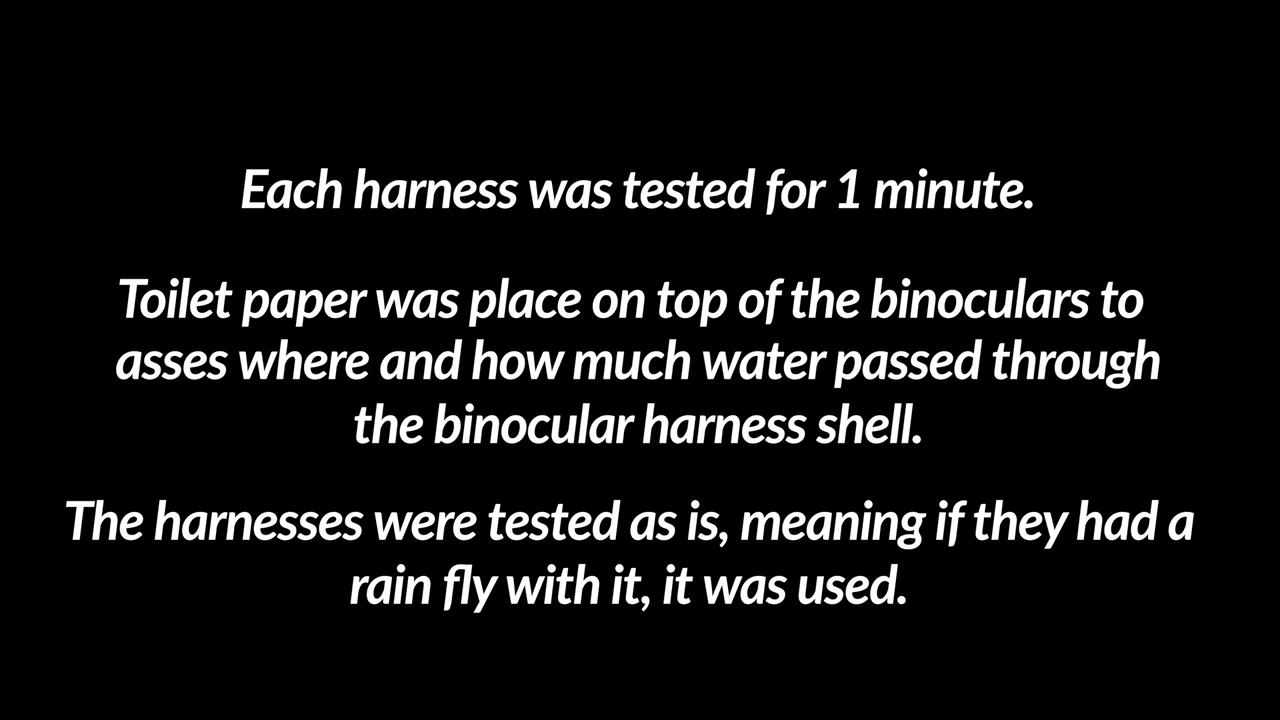 Each harness was tested for 1 minute.
Toilet paper was place on top of the binoculars to
asses where and how much water passed through
the binocular harness shell.
The harnesses were tested as is, meaning if they had a
rain fly with it, it was used.